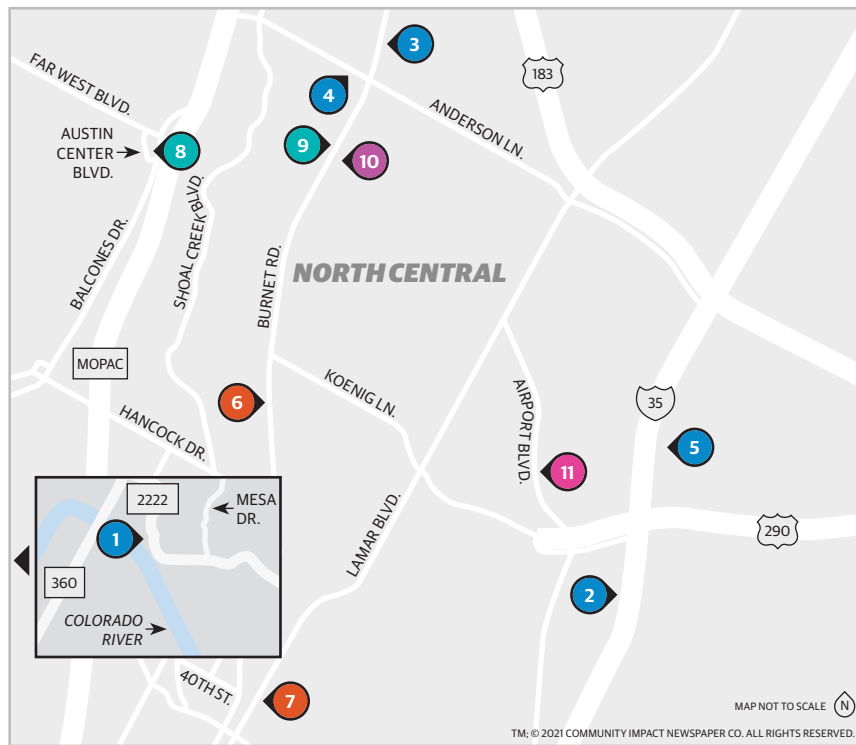 3
183
FAR WEST BLVD.
4
ANDERSON LN.
AUSTIN
CENTER
BLVD.
8
9
10
SHOAL CREEK BLVD.
BALCONES DR.
BURNET RD.
NORTH CENTRAL
MOPAC
KOENIG LN.
AIRPORT BLVD.
35
6
HANCOCK DR.
5
11
2222
MESA
DR.
LAMAR BLVD.
290
1
360
2
COLORADO
RIVER
40TH ST.
7
MAP NOT TO SCALE N
TM; © 2021 COMMUNITY IMPACT NEWSPAPER CO. ALL RIGHTS RESERVED.